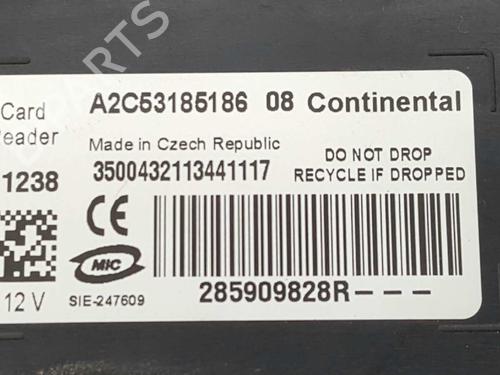 Card A2C53185186 08 Continental
Reader
Made in Czech Republic
DO NOT DROP
1238 3500432113441117 RECYCLE IF DROPPED
CE
MIC
12 V SIE-247609 285909828R---
B-PARTS